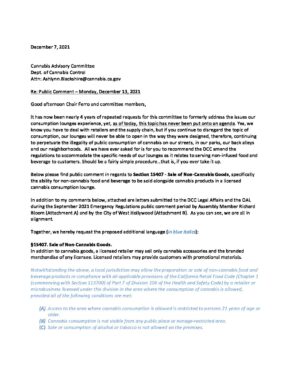 December 7, 2021
Cannabis Advisory Committee
Dept. of Cannabis Control
Attn: Ashlynn.Blackshire@cannabis.ca.gov
Re: Public Comment – Monday, December 13, 2021
Good afternoon Chair Ferro and committee members,
It has now been nearly 4 years of repeated requests for this committee to formally address the issues our
consumption lounges experience, yet, as of today, this topic has never been put onto an agenda. Yes, we
know you have to deal with retailers and the supply chain, but if you continue to disregard the topic of
consumption, our lounges will never be able to open in the way they were designed, therefore, continuing
to perpetuate the illegality of public consumption of cannabis on our streets, in our parks, our back alleys
and our neighborhoods. All we have ever asked for is for you to recommend the DCC amend the
regulations to accommodate the specific needs of our lounges as it relates to serving non-infused food and
beverage to customers. Should be a fairly simple procedure...that is, if you ever take it up.
Below please find public comment in regards to Section 15407 - Sale of Non-Cannabis Goods, specifically
the ability for non-cannabis food and beverage to be sold alongside cannabis products in a licensed
cannabis consumption lounge.
In addition to my comments below, attached are letters submitted to the DCC Legal Affairs and the OAL
during the September 2021 Emergency Regulations public comment period by Assembly Member Richard
Bloom (Attachment A) and by the City of West Hollywood (Attachment B). As you can see, we are all in
alignment.
Together, we hereby request the proposed additional language (in blue italics):
§15407. Sale of Non-Cannabis Goods.
In addition to cannabis goods, a licensed retailer may sell only cannabis accessories and the branded
merchandise of any licensee. Licensed retailers may provide customers with promotional materials.
Notwithstanding the above, a local jurisdiction may allow the preparation or sale of non-cannabis food and
beverage products in compliance with all applicable provisions of the California Retail Food Code (Chapter 1
(commencing with Section 113700) of Part 7 of Division 104 of the Health and Safety Code) by a retailer or
microbusiness licensed under this division in the area where the consumption of cannabis is allowed,
provided all of the following conditions are met:
(A) Access to the area where cannabis consumption is allowed is restricted to persons 21 years of age or
older.
(B) Cannabis consumption is not visible from any public place or nonage-restricted area.
(C) Sale or consumption of alcohol or tobacco is not allowed on the premises.